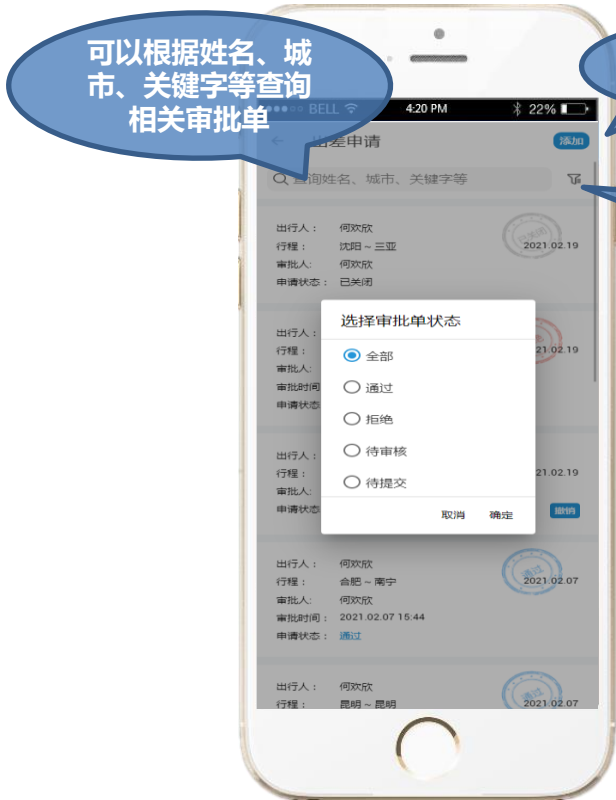 可以根据姓名、城
市、关键字等查询
相关审批单
BELL 4:20 PM 22%
差申请 添加
查询姓名、城市、关键字等
出行人： 何欢欣
已关闭
行程： 沈阳 ~ 三亚 2021.02.19
审批人: 何欢欣
申请状态： 已关闭
选择审批单状态
全部
通过
拒绝
待审核
待提交
取消 确定
出行人：
行程： 21.02.19
审批人:
审批时间
申请状态
出行人：
行程： 21.02.19
审批人:
申请状态 撤销
出行人： 何欢欣
通过
行程： 合肥 ~ 南宁 2021.02.07
审批人: 何欢欣
审批时间： 2021.02.07 15:44
申请状态： 通过
出行人： 何欢欣
通过
行程： 昆明 ~ 昆明 2021.02.07